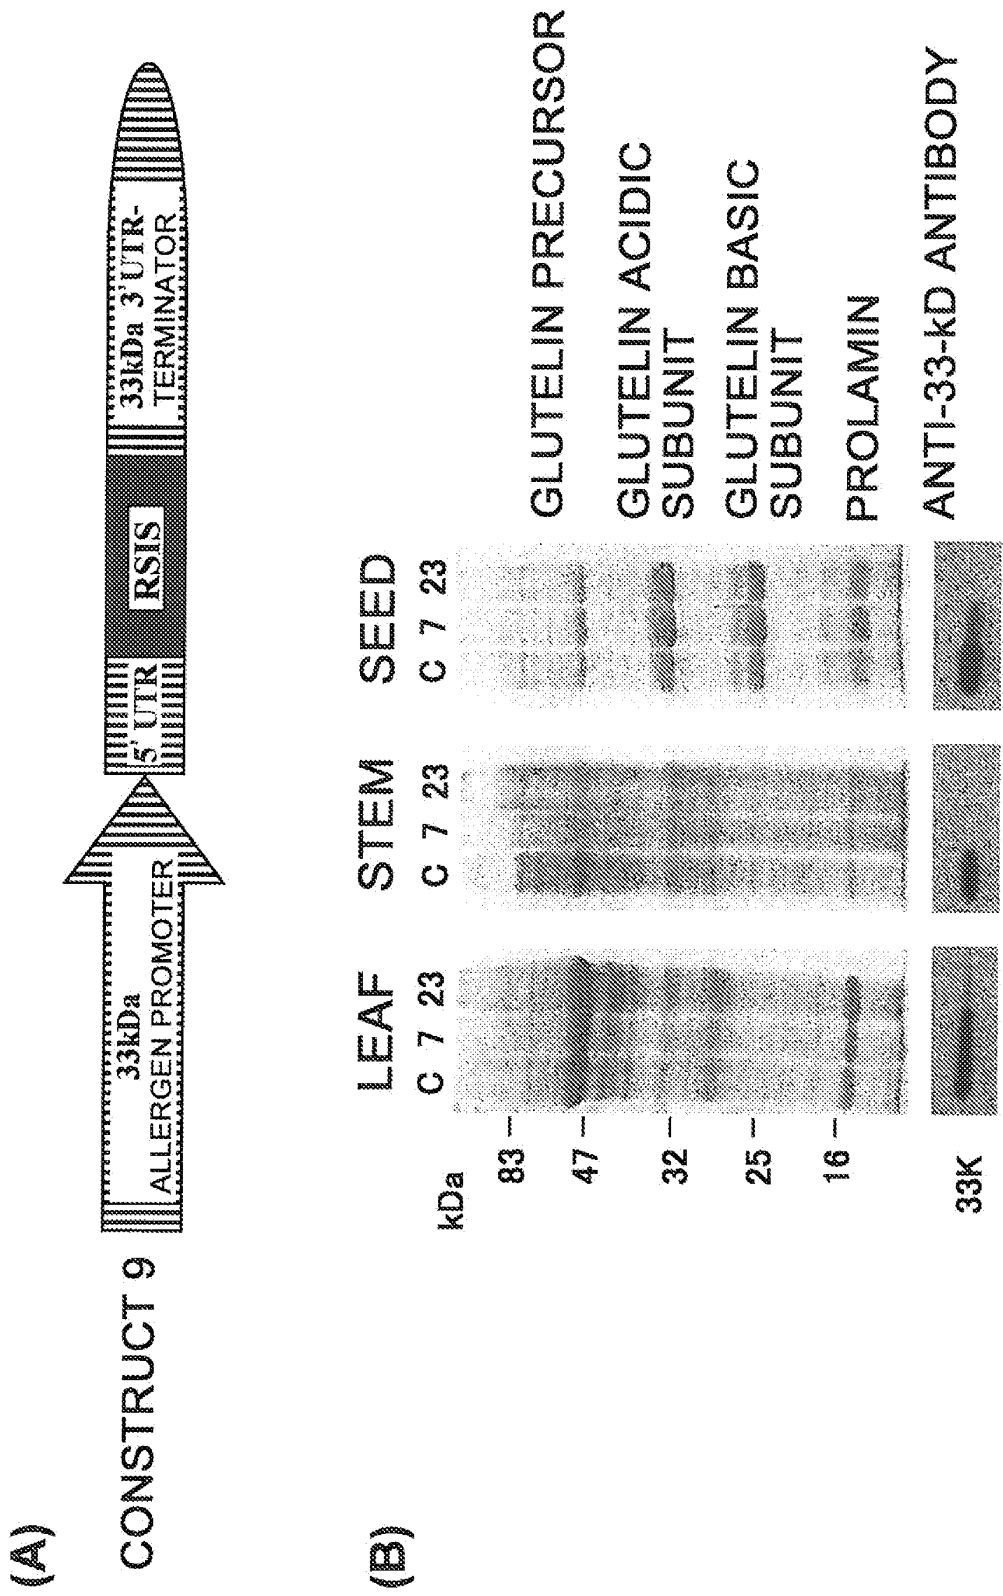 (A)
CONSTRUCT 9
33kDa
ALLERGEN PROMOTER
5' UTR
RSIS
33kDa 3'UTR-
TERMINATOR
(B)
LEAF
STEM
SEED
kDa
C 7 23
C 7 23
C 7 23
83
47
32
25
16
GLUTELIN PRECURSOR
GLUTELIN ACIDIC
SUBUNIT
GLUTELIN BASIC
SUBUNIT
PROLAMIN
33K
ANTI-33-kD ANTIBODY